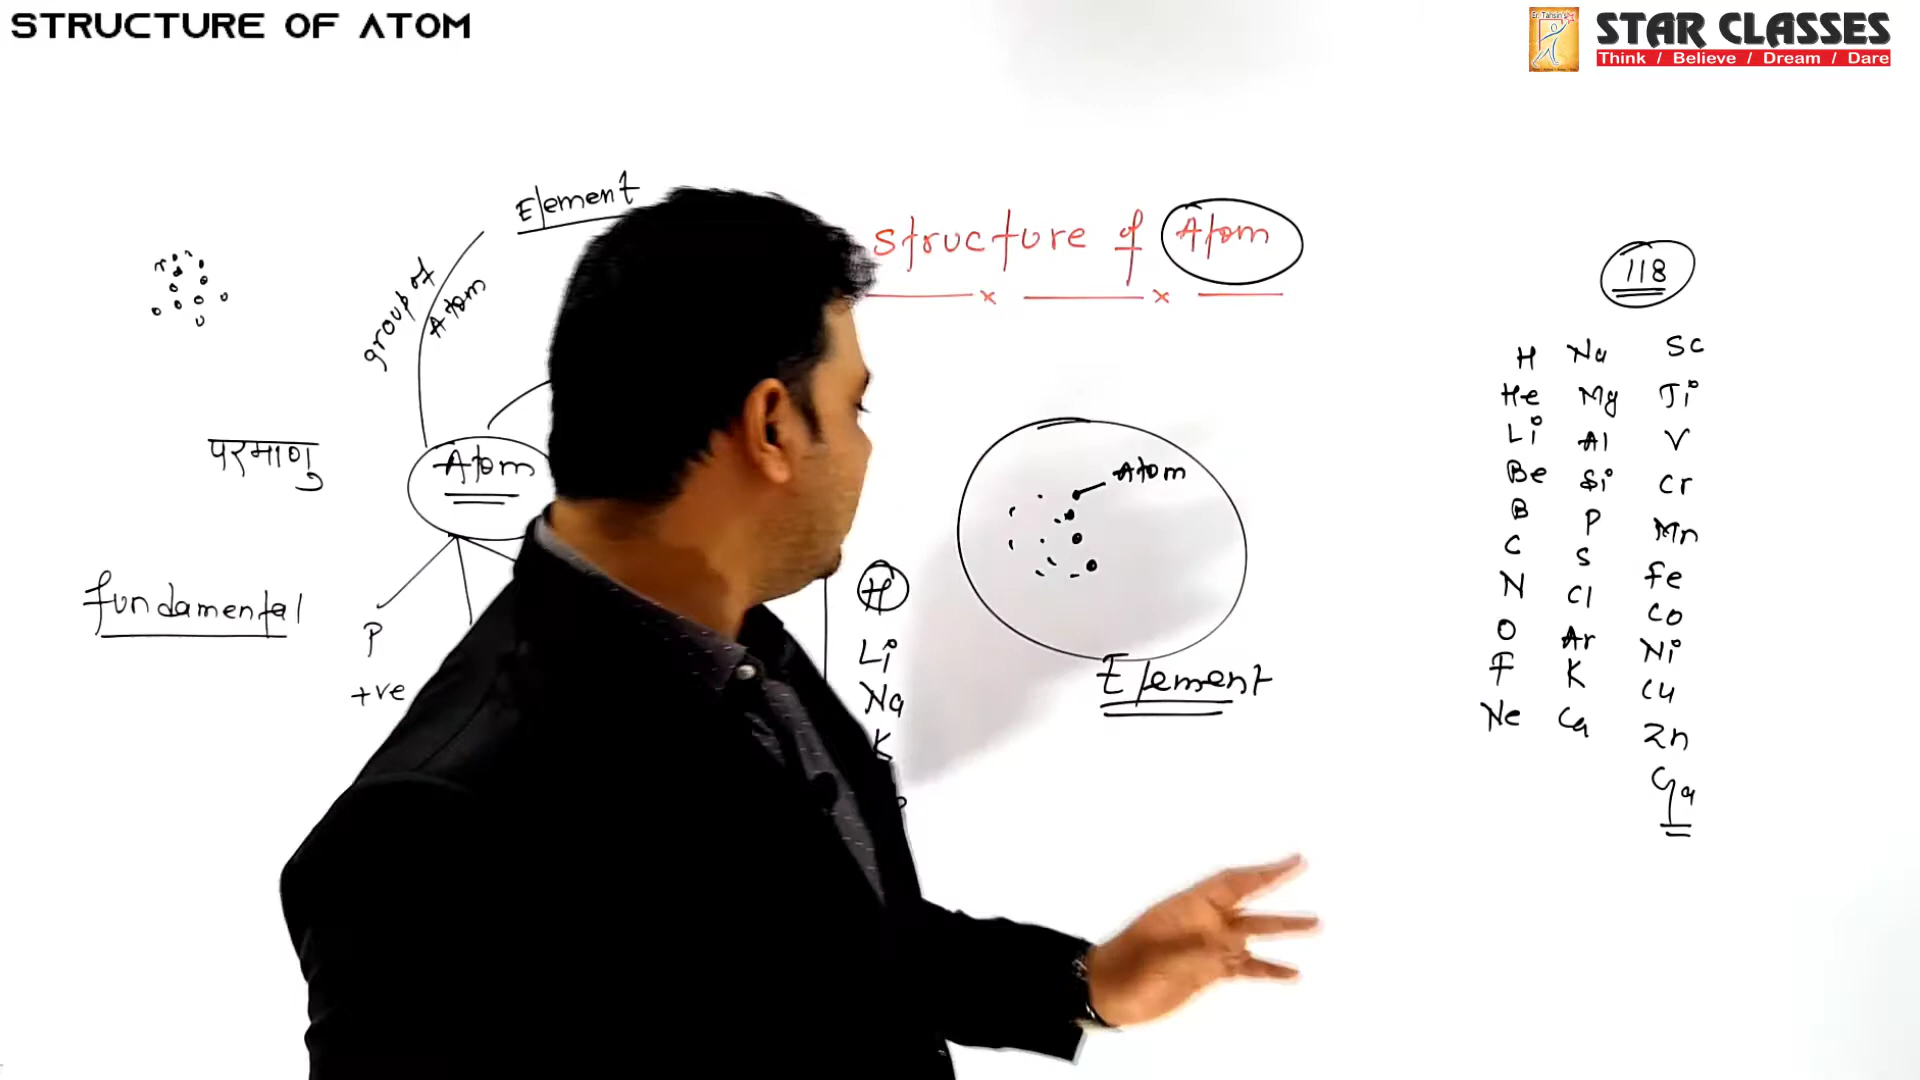 STRUCTURE OF ATOM
Er. Tahsin's
STAR CLASSES
Think / Believe / Dream / Dare
Element
structure of Atom
group of
Atom
परमाणु
Atom
fundamental
P
+ve
H
Li
Na
K
Atom
Element
118
H Na Sc
He Mg Ti
Li Al V
Be Si Cr
B P Mn
C S Fe
N Cl Co
O Ar Ni
F K Cu
Ne Ca Zn
Ga